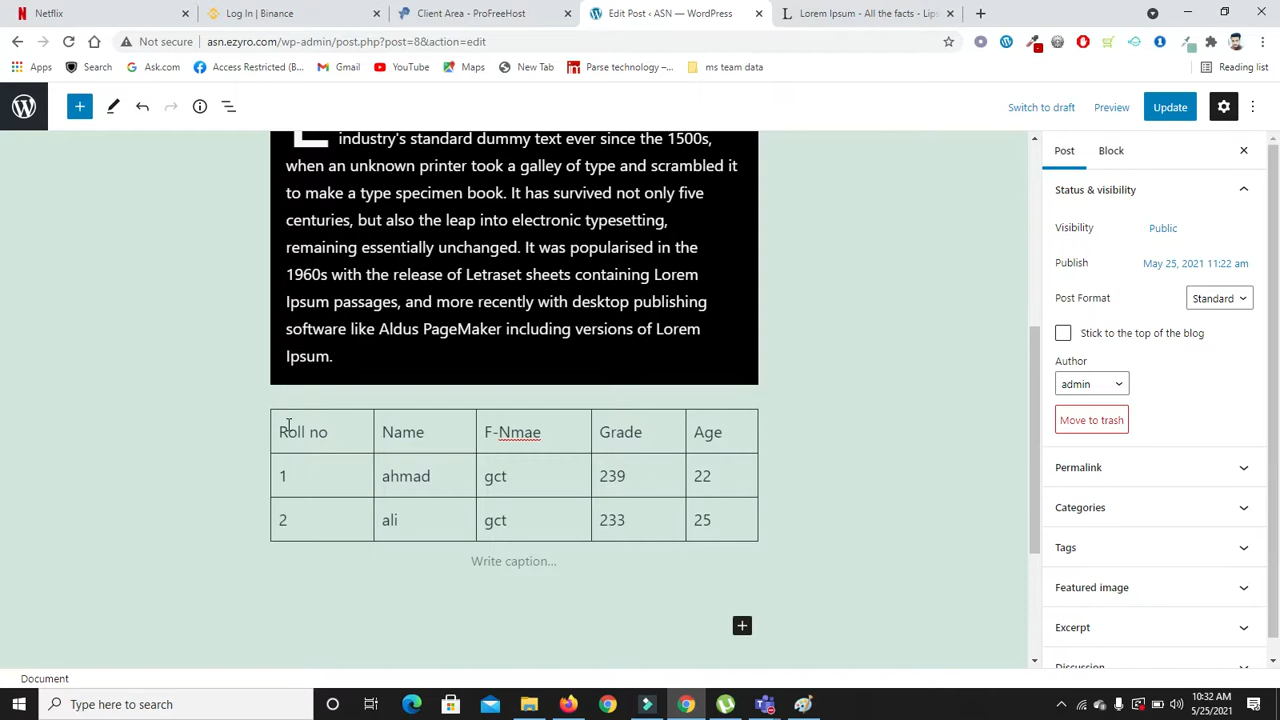 Netflix
Log In | Binance
Client Area - ProFreeHost
Edit Post ‹ ASN — WordPress
Lorem Ipsum - All the facts - Lips
Not secure
asn.ezyro.com/wp-admin/post.php?post=8&action=edit
Apps
Search
Ask.com
Access Restricted (B...
Gmail
YouTube
Maps
New Tab
Parse technology –...
ms team data
Reading list
Switch to draft
Preview
Update
industry's standard dummy text ever since the 1500s,
when an unknown printer took a galley of type and scrambled it
to make a type specimen book. It has survived not only five
centuries, but also the leap into electronic typesetting,
remaining essentially unchanged. It was popularised in the
1960s with the release of Letraset sheets containing Lorem
Ipsum passages, and more recently with desktop publishing
software like Aldus PageMaker including versions of Lorem
Ipsum.
Roll no Name F-Nmae Grade Age
1 ahmad gct 239 22
2 ali gct 233 25
Write caption...
Post
Block
Status & visibility
Visibility Public
Publish May 25, 2021 11:22 am
Post Format Standard
Stick to the top of the blog
Author
admin
Move to trash
Permalink
Categories
Tags
Featured image
Excerpt
Discussion
Document
Type here to search
10:32 AM
5/25/2021